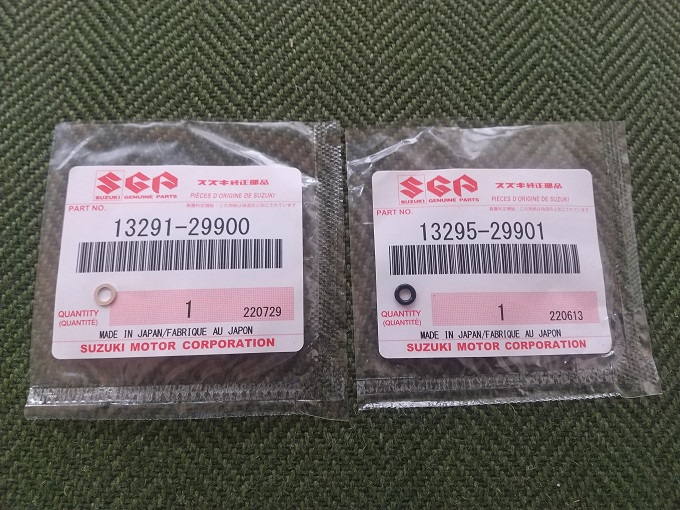 SGP
SUZUKI GENUINE PARTS
スズキ純正部品
PIÈCES D'ORIGINE DE SUZUKI
PART NO.
13291-29900
QUANTITY
(QUANTITÉ)
1
220729
MADE IN JAPAN/FABRIQUE AU JAPON
SUZUKI MOTOR CORPORATION
SGP
SUZUKI GENUINE PARTS
スズキ純正部品
PIÈCES D'ORIGINE DE SUZUKI
PART NO.
13295-29901
QUANTITY
(QUANTITÉ)
1
220613
MADE IN JAPAN/FABRIQUE AU JAPON
SUZUKI MOTOR CORPORATION